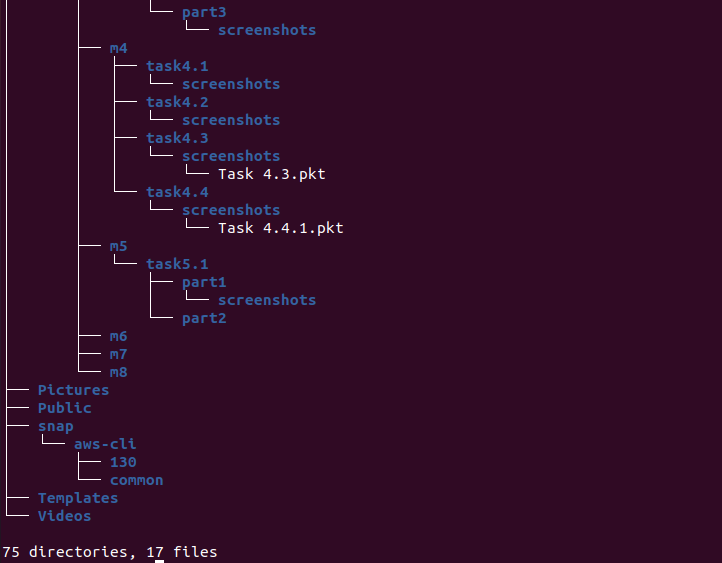 part3
screenshots
m4
task4.1
screenshots
task4.2
screenshots
task4.3
screenshots
Task 4.3.pkt
task4.4
screenshots
Task 4.4.1.pkt
m5
task5.1
part1
screenshots
part2
m6
m7
m8
Pictures
Public
snap
aws-cli
130
common
Templates
Videos
75 directories, 17 files